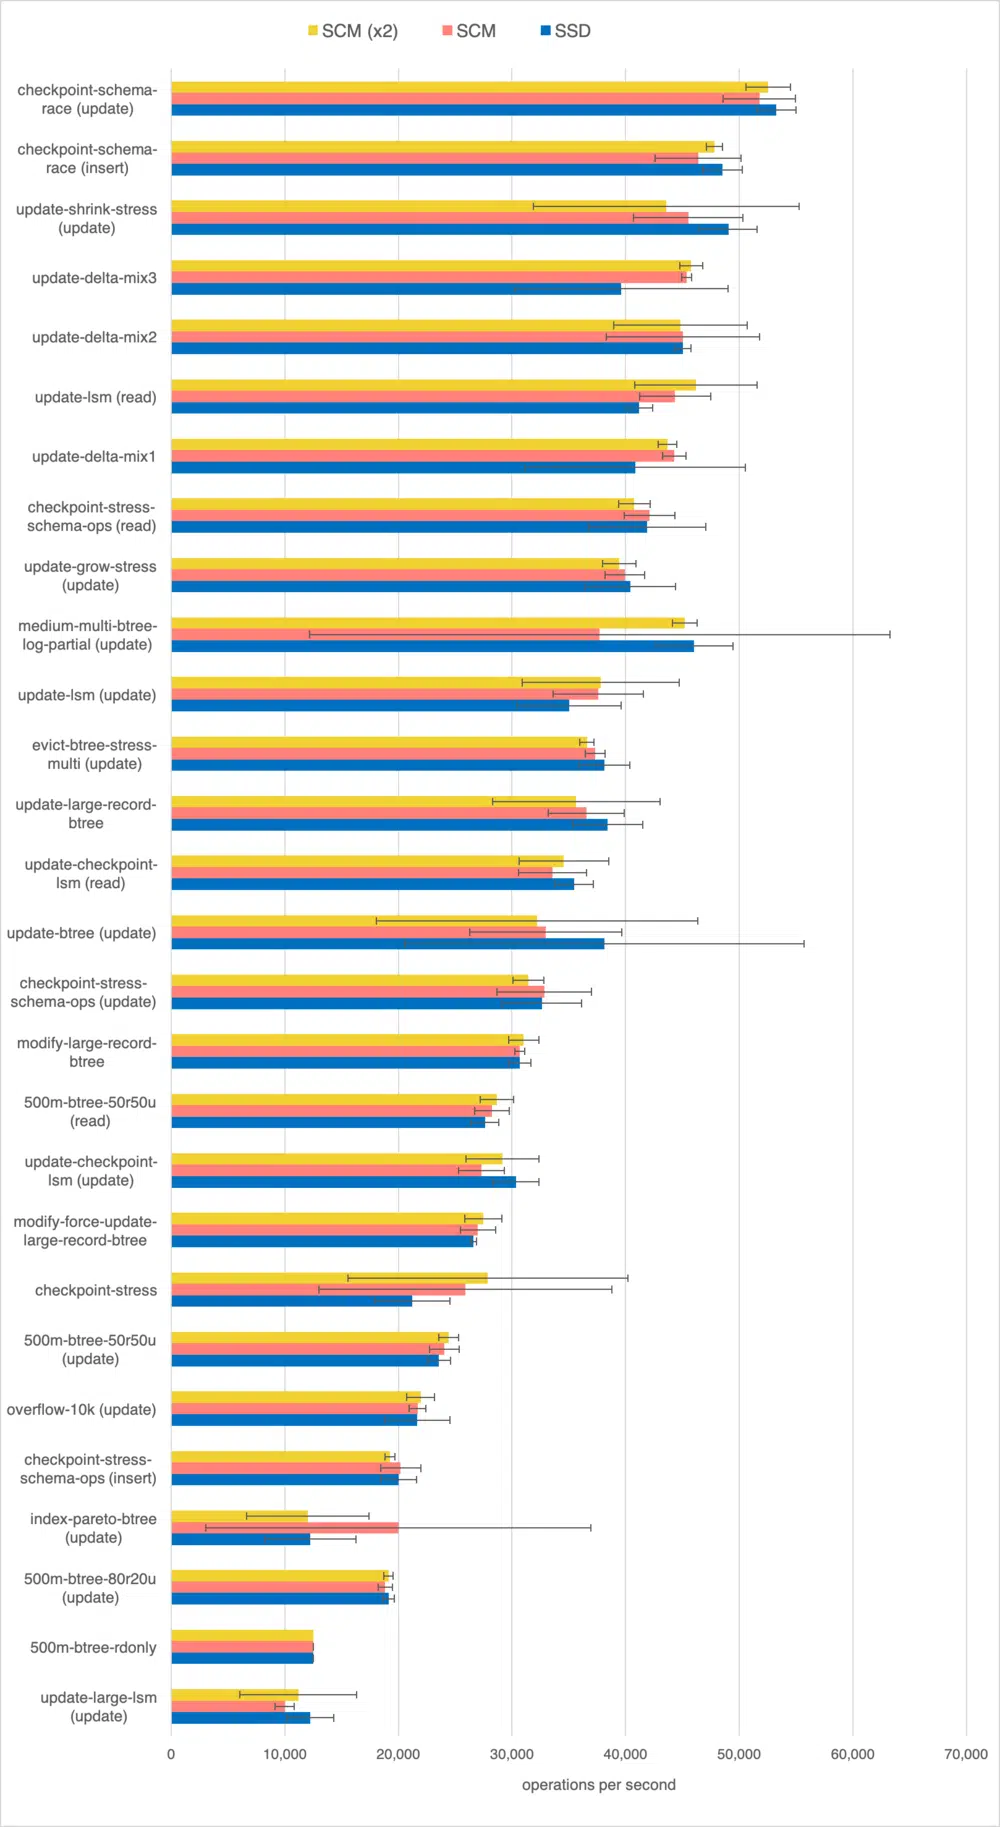 SCM (x2) SCM SSD
checkpoint-schema-
race (update)
checkpoint-schema-
race (insert)
update-shrink-stress
(update)
update-delta-mix3
update-delta-mix2
update-lsm (read)
update-delta-mix1
checkpoint-stress-
schema-ops (read)
update-grow-stress
(update)
medium-multi-btree-
log-partial (update)
update-lsm (update)
evict-btree-stress-
multi (update)
update-large-record-
btree
update-checkpoint-
lsm (read)
update-btree (update)
checkpoint-stress-
schema-ops (update)
modify-large-record-
btree
500m-btree-50r50u
(read)
update-checkpoint-
lsm (update)
modify-force-update-
large-record-btree
checkpoint-stress
500m-btree-50r50u
(update)
overflow-10k (update)
checkpoint-stress-
schema-ops (insert)
index-pareto-btree
(update)
500m-btree-80r20u
(update)
500m-btree-rdonly
update-large-lsm
(update)
0 10,000 20,000 30,000 40,000 50,000 60,000 70,000
operations per second